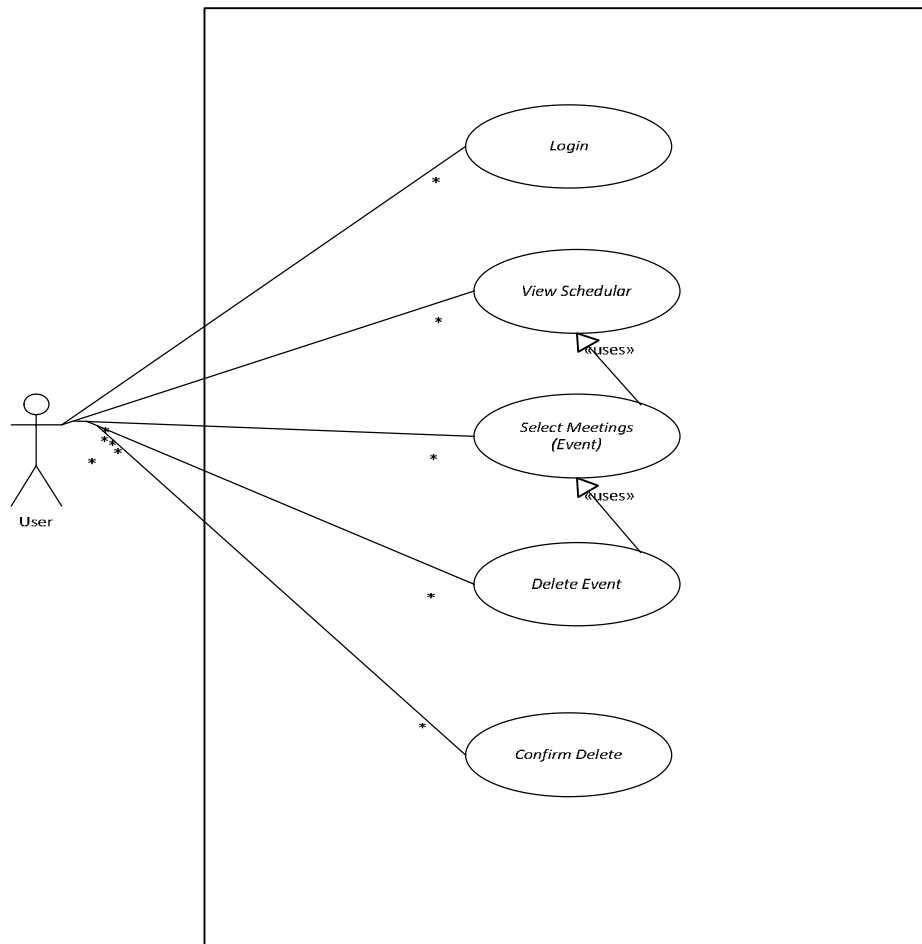 Login
*
View Schedular
*
«uses»
Select Meetings
(Event)
*
*
*
*
*
*
«uses»
User
Delete Event
*
*
Confirm Delete